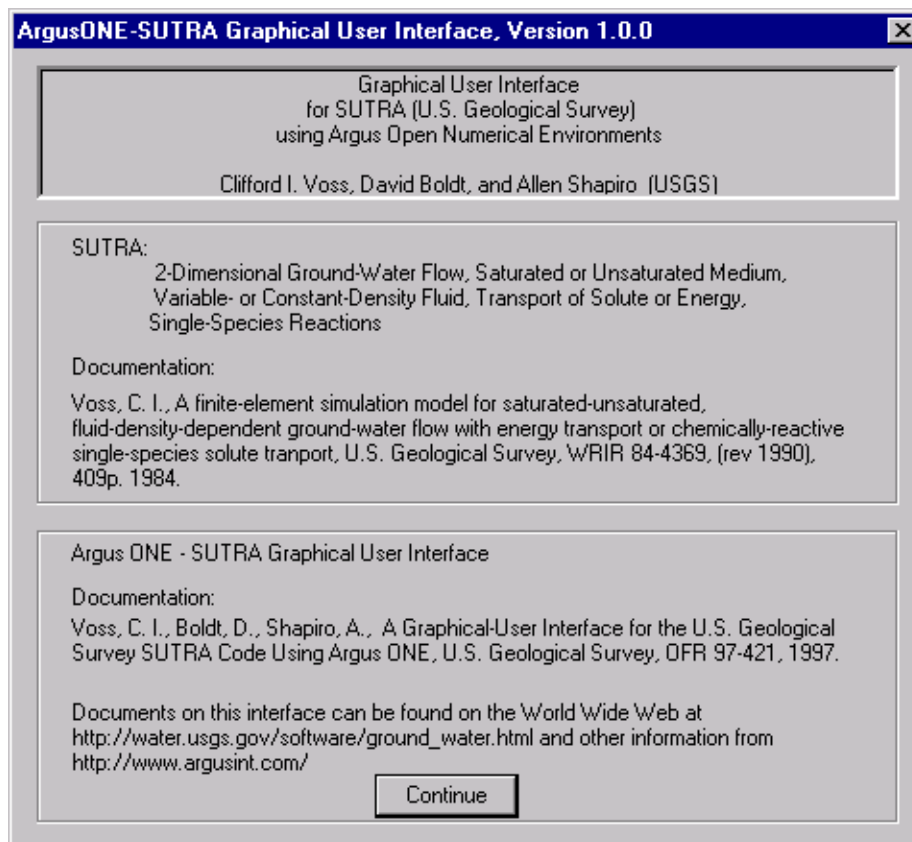 ArgusONE-SUTRA Graphical User Interface, Version 1.0.0
Graphical User Interface
for SUTRA (U.S. Geological Survey)
using Argus Open Numerical Environments
Clifford I. Voss, David Boldt, and Allen Shapiro (USGS)
SUTRA:
2-Dimensional Ground-Water Flow, Saturated or Unsaturated Medium,
Variable- or Constant-Density Fluid, Transport of Solute or Energy,
Single-Species Reactions
Documentation:
Voss, C. I., A finite-element simulation model for saturated-unsaturated,
fluid-density-dependent ground-water flow with energy transport or chemically-reactive
single-species solute tranport, U.S. Geological Survey, WRIR 84-4369, (rev 1990),
409p. 1984.
Argus ONE - SUTRA Graphical User Interface
Documentation:
Voss, C. I., Boldt, D., Shapiro, A., A Graphical-User Interface for the U.S. Geological
Survey SUTRA Code Using Argus ONE, U.S. Geological Survey, OFR 97-421, 1997.
Documents on this interface can be found on the World Wide Web at
http://water.usgs.gov/software/ground_water.html and other information from
http://www.argusint.com/
Continue